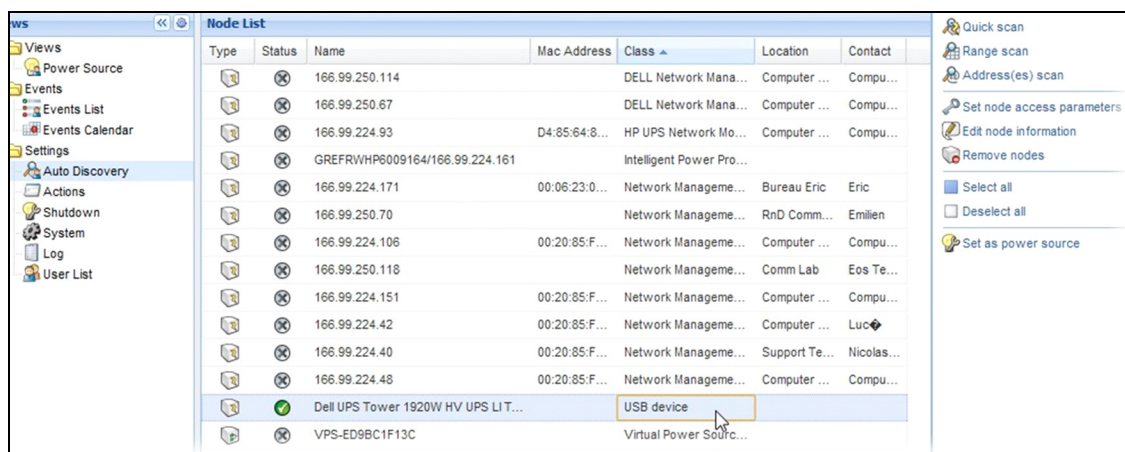 ws
Node List
Views
Power Source
Events
Events List
Events Calendar
Settings
Auto Discovery
Actions
Shutdown
System
Log
User List
Type Status Name Mac Address Class Location Contact
166.99.250.114 DELL Network Mana... Computer ... Compu...
166.99.250.67 DELL Network Mana... Computer ... Compu...
166.99.224.93 D4:85:64:8... HP UPS Network Mo... Computer ... Compu...
GREFRWHP6009164/166.99.224.161 Intelligent Power Pro...
166.99.224.171 00:06:23:0... Network Manageme... Bureau Eric Eric
166.99.250.70 Network Manageme... RnD Comm... Emilien
166.99.224.106 00:20:85:F... Network Manageme... Computer ... Compu...
166.99.250.118 Network Manageme... Comm Lab Eos Te...
166.99.224.151 00:20:85:F... Network Manageme... Computer ... Compu...
166.99.224.42 00:20:85:F... Network Manageme... Computer ... Luc�
166.99.224.40 00:20:85:F... Network Manageme... Support Te... Nicolas...
166.99.224.48 00:20:85:F... Network Manageme... Computer ... Compu...
Dell UPS Tower 1920W HV UPS LI T... USB device
VPS-ED9BC1F13C Virtual Power Sourc...
Quick scan
Range scan
Address(es) scan
Set node access parameters
Edit node information
Remove nodes
Select all
Deselect all
Set as power source